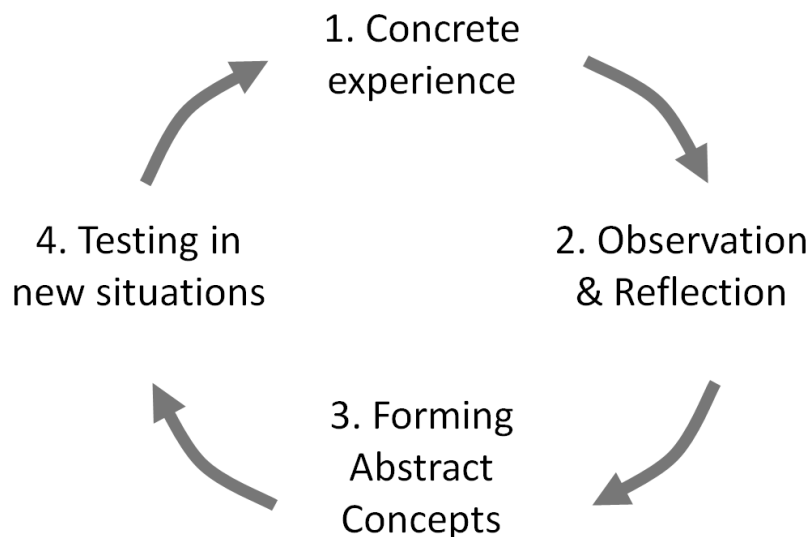 1. Concrete
experience
2. Observation
& Reflection
3. Forming
Abstract
Concepts
4. Testing in
new situations